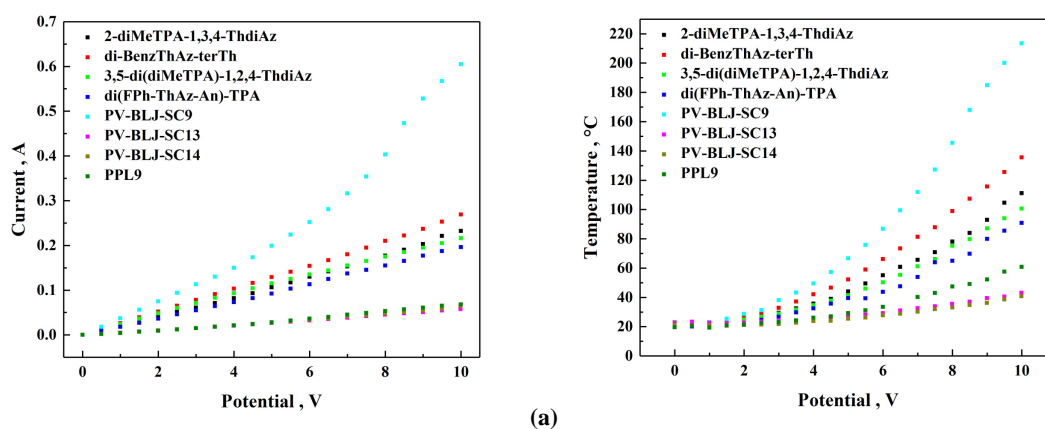 0.7
0.6
0.5
0.4
0.3
0.2
0.1
0.0
Current , A
2-diMeTPA-1,3,4-ThdiAz
di-BenzThAz-terTh
3,5-di(diMeTPA)-1,2,4-ThdiAz
di(FPh-ThAz-An)-TPA
PV-BLJ-SC9
PV-BLJ-SC13
PV-BLJ-SC14
PPL9
0 2 4 6 8 10
Potential , V
220
200
180
160
140
120
100
80
60
40
20
0
Temperature , °C
2-diMeTPA-1,3,4-ThdiAz
di-BenzThAz-terTh
3,5-di(diMeTPA)-1,2,4-ThdiAz
di(FPh-ThAz-An)-TPA
PV-BLJ-SC9
PV-BLJ-SC13
PV-BLJ-SC14
PPL9
0 2 4 6 8 10
Potential , V
(a)